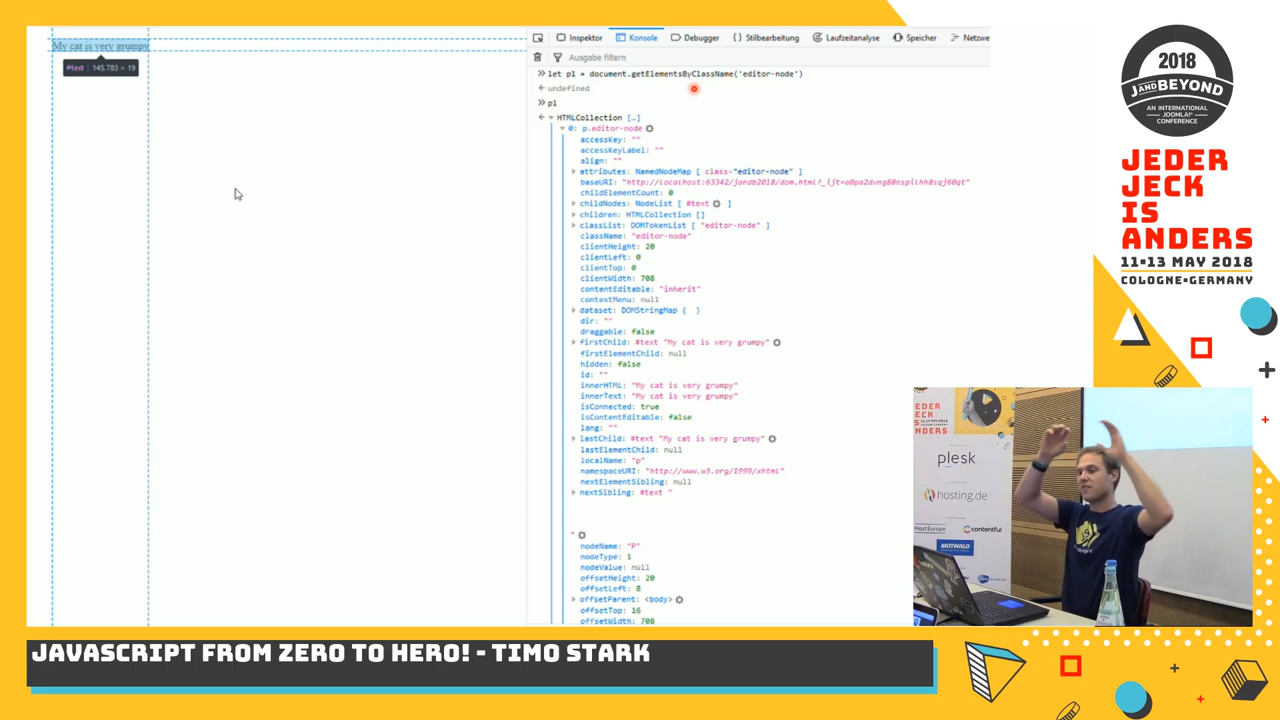 My cat is very grumpy
#text 145.783 × 19
Inspektor Konsole Debugger Stilbearbeitung Laufzeitanalyse Speicher Netzwe
Ausgabe filtern
let p1 = document.getElementsByClassName('editor-node')
undefined
p1
HTMLCollection […]
0: p.editor-node
accessKey: ""
accessKeyLabel: ""
align: ""
attributes: NamedNodeMap [ class="editor-node" ]
childElementCount: 0
childNodes: NodeList [ #text ]
children: HTMLCollection []
classList: DOMTokenList [ "editor-node" ]
className: "editor-node"
clientHeight: 20
clientLeft: 0
clientTop: 0
clientWidth: 708
contentEditable: "inherit"
contextMenu: null
dataset: DOMStringMap { }
dir: ""
draggable: false
firstChild: #text "My cat is very grumpy"
firstElementChild: null
hidden: false
id: ""
innerHTML: "My cat is very grumpy"
innerText: "My cat is very grumpy"
isConnected: true
isContentEditable: false
lang: ""
lastChild: #text "My cat is very grumpy"
lastElementChild: null
localName: "p"
namespaceURI: "http://www.w3.org/1999/xhtml"
nextElementSibling: null
nextSibling: #text "
"
nodeName: "P"
nodeType: 1
nodeValue: null
offsetHeight: 20
offsetLeft: 8
offsetParent: <body>
offsetTop: 16
offsetWidth: 708
2018
J AND BEYOND
AN INTERNATIONAL
JOOMLA!®
CONFERENCE
JEDER
JECK
IS
ANDERS
11•13 MAY 2018
COLOGNE•GERMANY
EDER
ANDERS
plesk
hosting.de
HostEurope
contentful
MITTWALD
JAVASCRIPT FROM ZERO TO HERO! - TIMO STARK